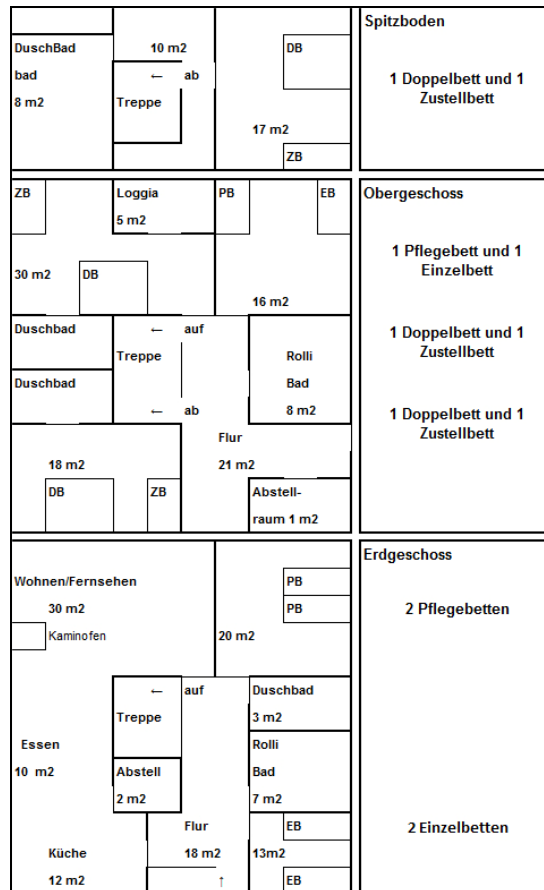 DuschBad
bad
8 m2
10 m2
← ab
Treppe
DB
17 m2
ZB
Spitzboden
1 Doppelbett und 1
Zustellbett
ZB
Loggia
5 m2
PB
EB
30 m2
DB
16 m2
Duschbad
Duschbad
← auf
Treppe
← ab
Rolli
Bad
8 m2
Flur
21 m2
18 m2
DB
ZB
Abstell-
raum 1 m2
Obergeschoss
1 Pflegebett und 1
Einzelbett
1 Doppelbett und 1
Zustellbett
1 Doppelbett und 1
Zustellbett
Wohnen/Fernsehen
30 m2
Kaminofen
PB
PB
20 m2
← auf
Treppe
Duschbad
3 m2
Essen
10 m2
Abstell
2 m2
Rolli
Bad
7 m2
Küche
12 m2
Flur
18 m2
↑
EB
13m2
EB
Erdgeschoss
2 Pflegebetten
2 Einzelbetten